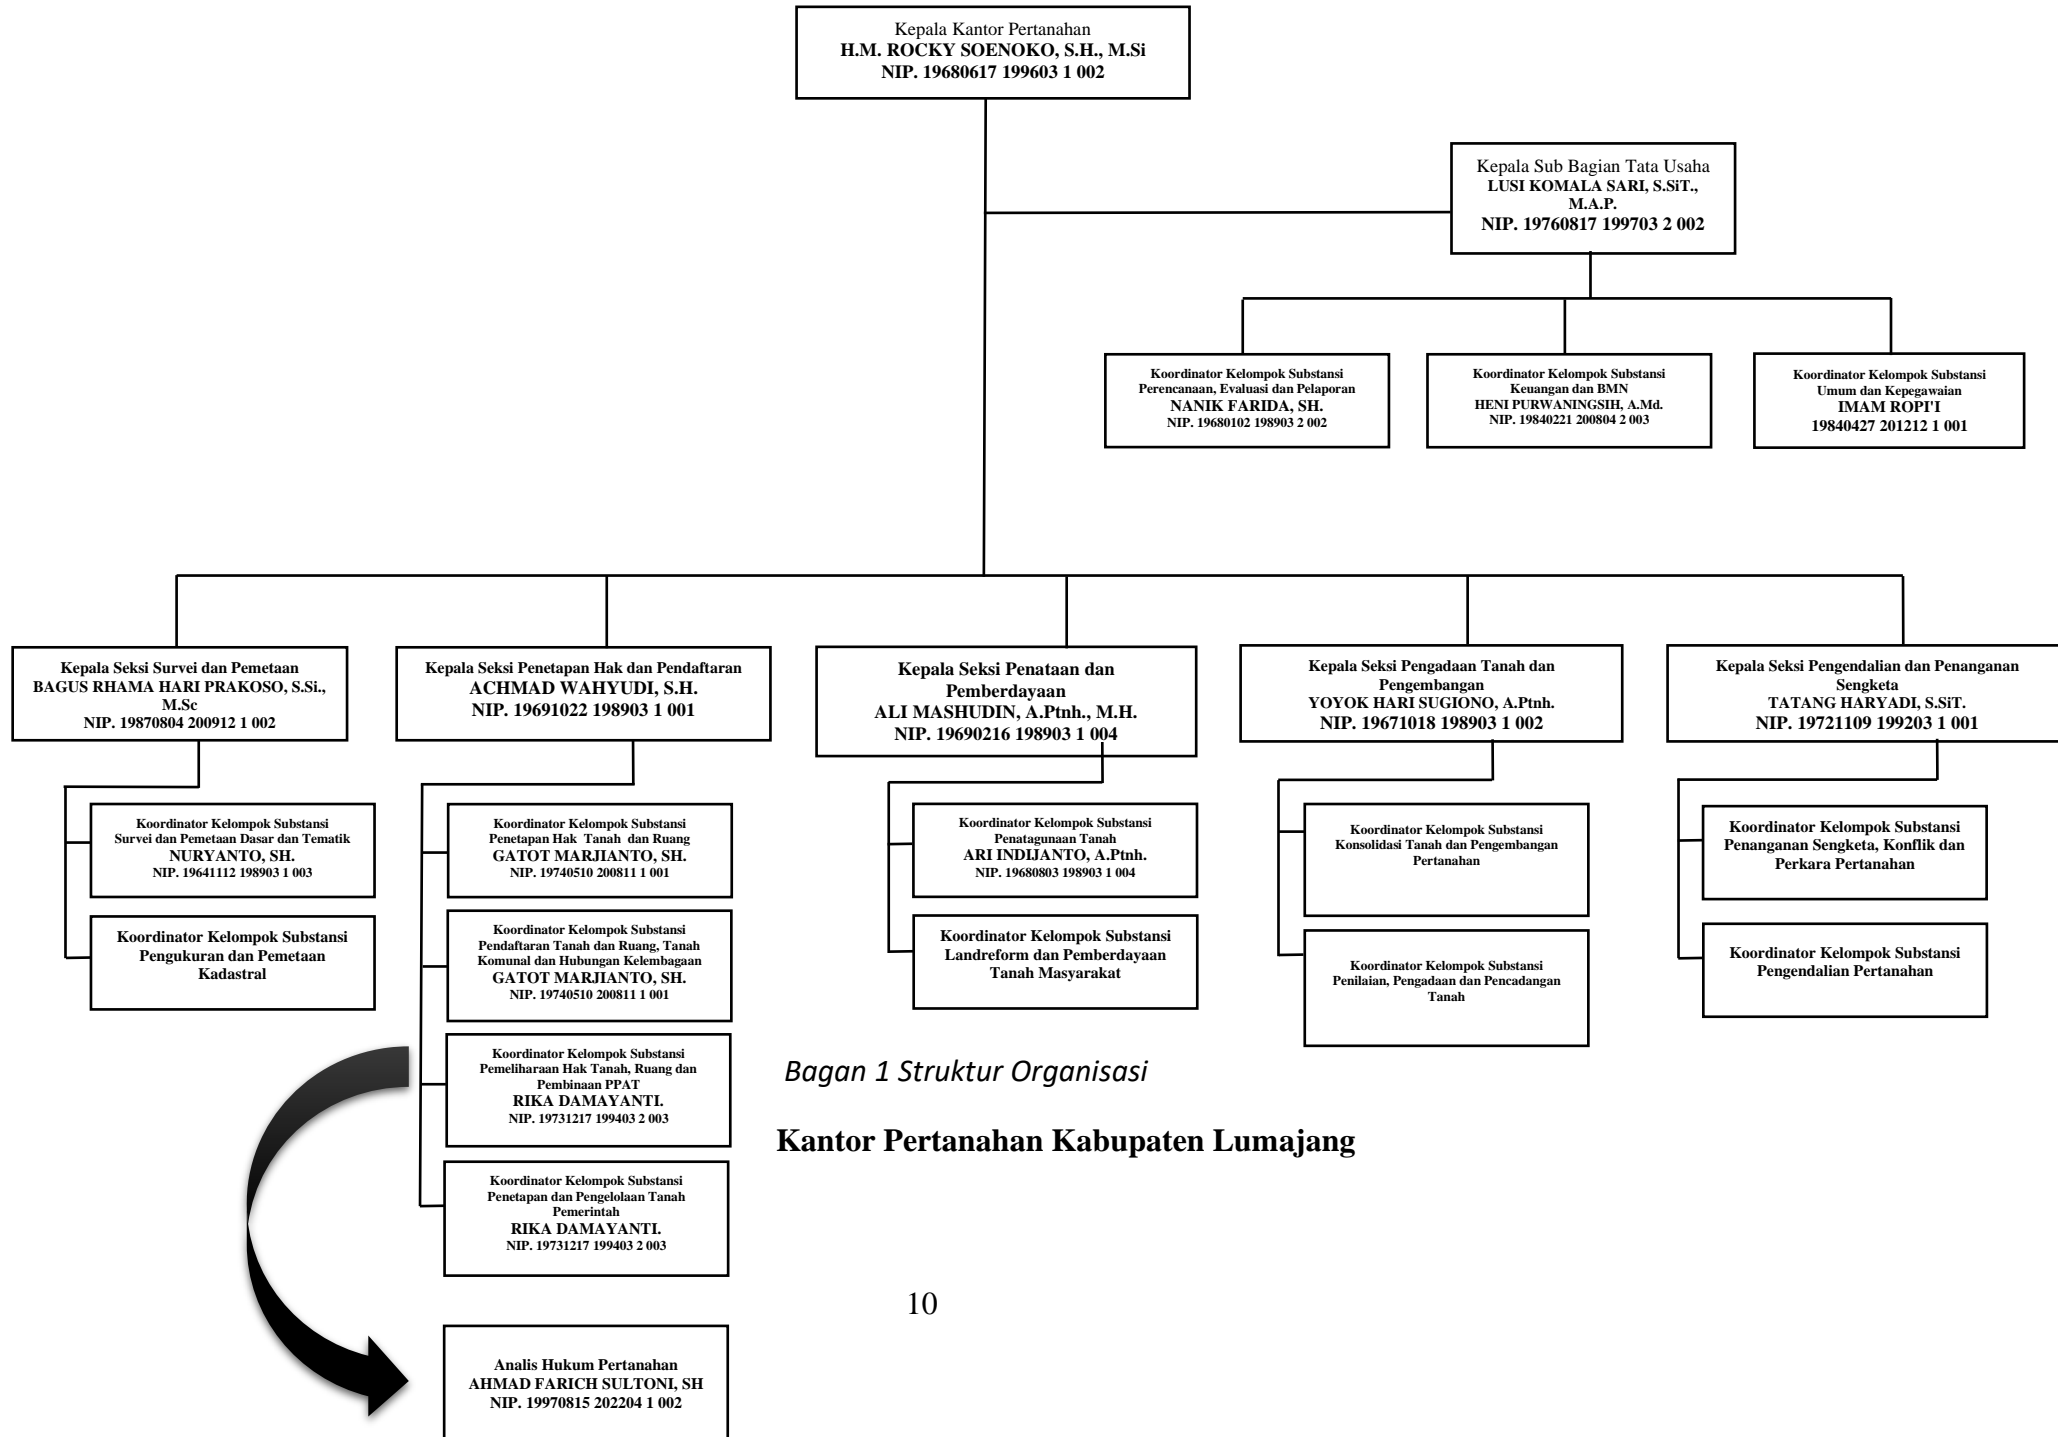 Kepala Kantor Pertanahan
H.M. ROCKY SOENOKO, S.H., M.Si
NIP. 19680617 199603 1 002
Kepala Sub Bagian Tata Usaha
LUSI KOMALA SARI, S.SiT.,
M.A.P.
NIP. 19760817 199703 2 002
Koordinator Kelompok Substansi
Perencanaan, Evaluasi dan Pelaporan
NANIK FARIDA, SH.
NIP. 19680102 198903 2 002
Koordinator Kelompok Substansi
Keuangan dan BMN
HENI PURWANINGSIH, A.Md.
NIP. 19840221 200804 2 003
Koordinator Kelompok Substansi
Umum dan Kepegawaian
IMAM ROPI'I
19840427 201212 1 001
Kepala Seksi Survei dan Pemetaan
BAGUS RHAMA HARI PRAKOSO, S.Si.,
M.Sc
NIP. 19870804 200912 1 002
Kepala Seksi Penetapan Hak dan Pendaftaran
ACHMAD WAHYUDI, S.H.
NIP. 19691022 198903 1 001
Kepala Seksi Penataan dan
Pemberdayaan
ALI MASHUDIN, A.Ptnh., M.H.
NIP. 19690216 198903 1 004
Kepala Seksi Pengadaan Tanah dan
Pengembangan
YOYOK HARI SUGIONO, A.Ptnh.
NIP. 19671018 198903 1 002
Kepala Seksi Pengendalian dan Penanganan
Sengketa
TATANG HARYADI, S.SiT.
NIP. 19721109 199203 1 001
Koordinator Kelompok Substansi
Survei dan Pemetaan Dasar dan Tematik
NURYANTO, SH.
NIP. 19641112 198903 1 003
Koordinator Kelompok Substansi
Pengukuran dan Pemetaan
Kadastral
Koordinator Kelompok Substansi
Penetapan Hak Tanah dan Ruang
GATOT MARJIANTO, SH.
NIP. 19740510 200811 1 001
Koordinator Kelompok Substansi
Pendaftaran Tanah dan Ruang, Tanah
Komunal dan Hubungan Kelembagaan
GATOT MARJIANTO, SH.
NIP. 19740510 200811 1 001
Koordinator Kelompok Substansi
Pemeliharaan Hak Tanah, Ruang dan
Pembinaan PPAT
RIKA DAMAYANTI.
NIP. 19731217 199403 2 003
Koordinator Kelompok Substansi
Penetapan dan Pengelolaan Tanah
Pemerintah
RIKA DAMAYANTI.
NIP. 19731217 199403 2 003
Analis Hukum Pertanahan
AHMAD FARICH SULTONI, SH
NIP. 19970815 202204 1 002
Koordinator Kelompok Substansi
Penatagunaan Tanah
ARI INDIJANTO, A.Ptnh.
NIP. 19680803 198903 1 004
Koordinator Kelompok Substansi
Landreform dan Pemberdayaan
Tanah Masyarakat
Koordinator Kelompok Substansi
Konsolidasi Tanah dan Pengembangan
Pertanahan
Koordinator Kelompok Substansi
Penilaian, Pengadaan dan Pencadangan
Tanah
Koordinator Kelompok Substansi
Penanganan Sengketa, Konflik dan
Perkara Pertanahan
Koordinator Kelompok Substansi
Pengendalian Pertanahan
Bagan 1 Struktur Organisasi
Kantor Pertanahan Kabupaten Lumajang
10